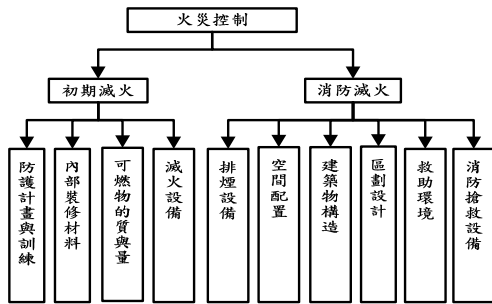 火災控制
初期滅火
消防滅火
防護計畫與訓練
內部裝修材料
可燃物的質與量
滅火設備
排煙設備
空間配置
建築物構造
區劃設計
救助環境
消防搶救設備